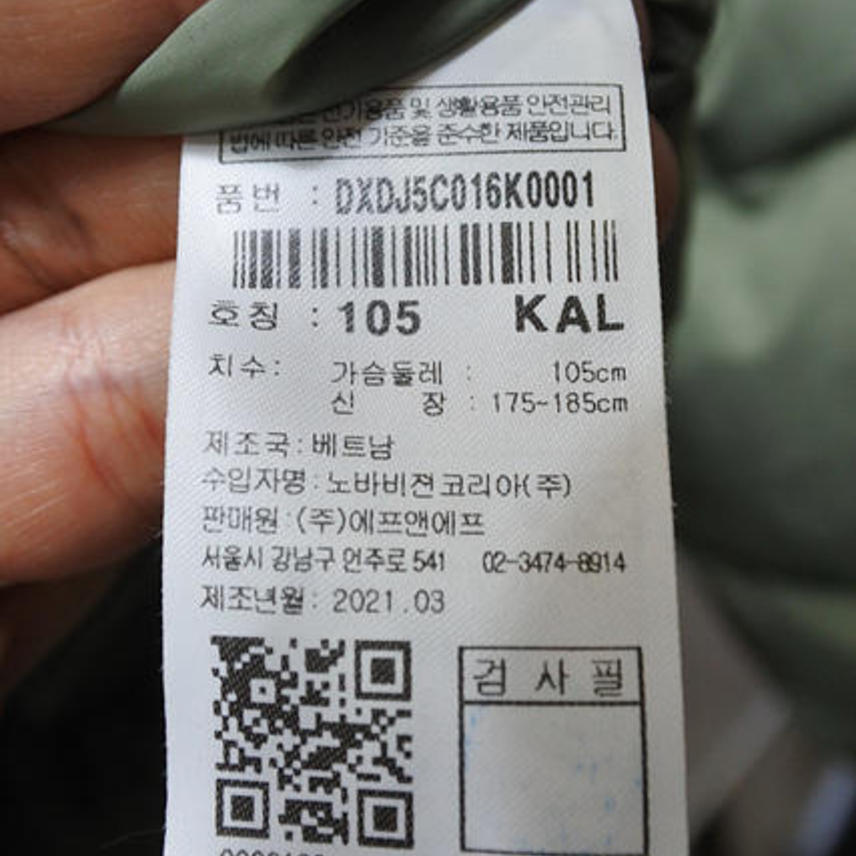 전기용품 및 생활용품 안전관리
법에 따른 안전 기준을 준수한 제품입니다.
품번 : DXDJ5C016K0001
호칭 : 105 KAL
치수: 가슴둘레 : 105cm
신 장 : 175~185cm
제조국: 베트남
수입자명 : 노바비젼코리아(주)
판매원 : (주)에프앤에프
서울시 강남구 언주로 541 02-3474-8914
제조년월 : 2021.03
검 사 필